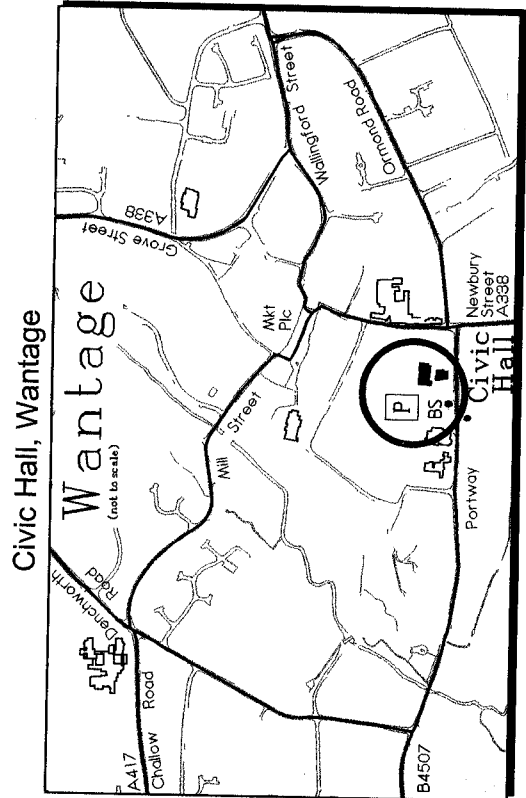 Civic Hall, Wantage
Wantage
(not to scale)
Denchworth
Road
A417
Challow Road
Mill Street
Mkt
Plc
Grove Street A338
Wallingford Street
Ormond Road
Newbury
Street
A338
P
BS
Civic
Hall
Portway
B4507